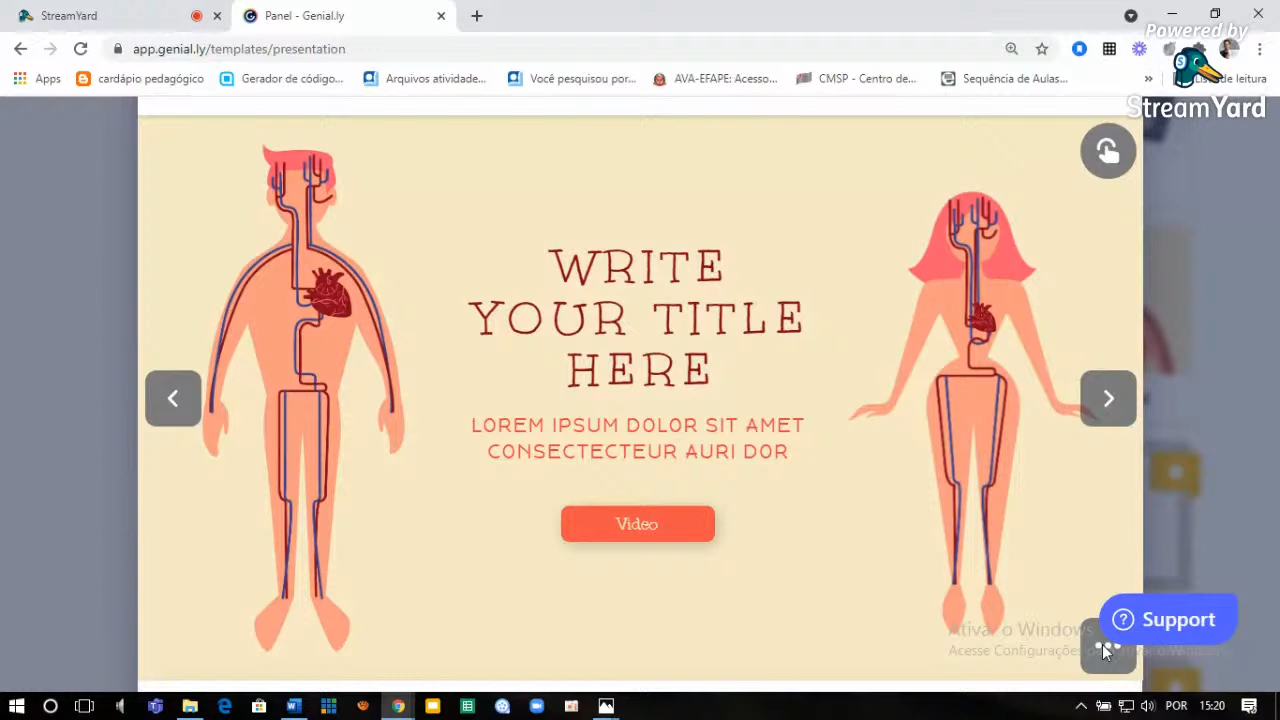 StreamYard
Panel - Genial.ly
Powered by
app.genial.ly/templates/presentation
Apps
cardápio pedagógico
Gerador de código...
Arquivos atividade...
Você pesquisou por...
AVA-EFAPE: Acesso...
CMSP - Centro de...
Sequência de Aulas...
»
de leitura
StreamYard
WRITE
YOUR TITLE
HERE
LOREM IPSUM DOLOR SIT AMET
CONSECTECTEUR AURI DOR
Video
Support
Ativar o Windows
Acesse Configurações
POR
15:20